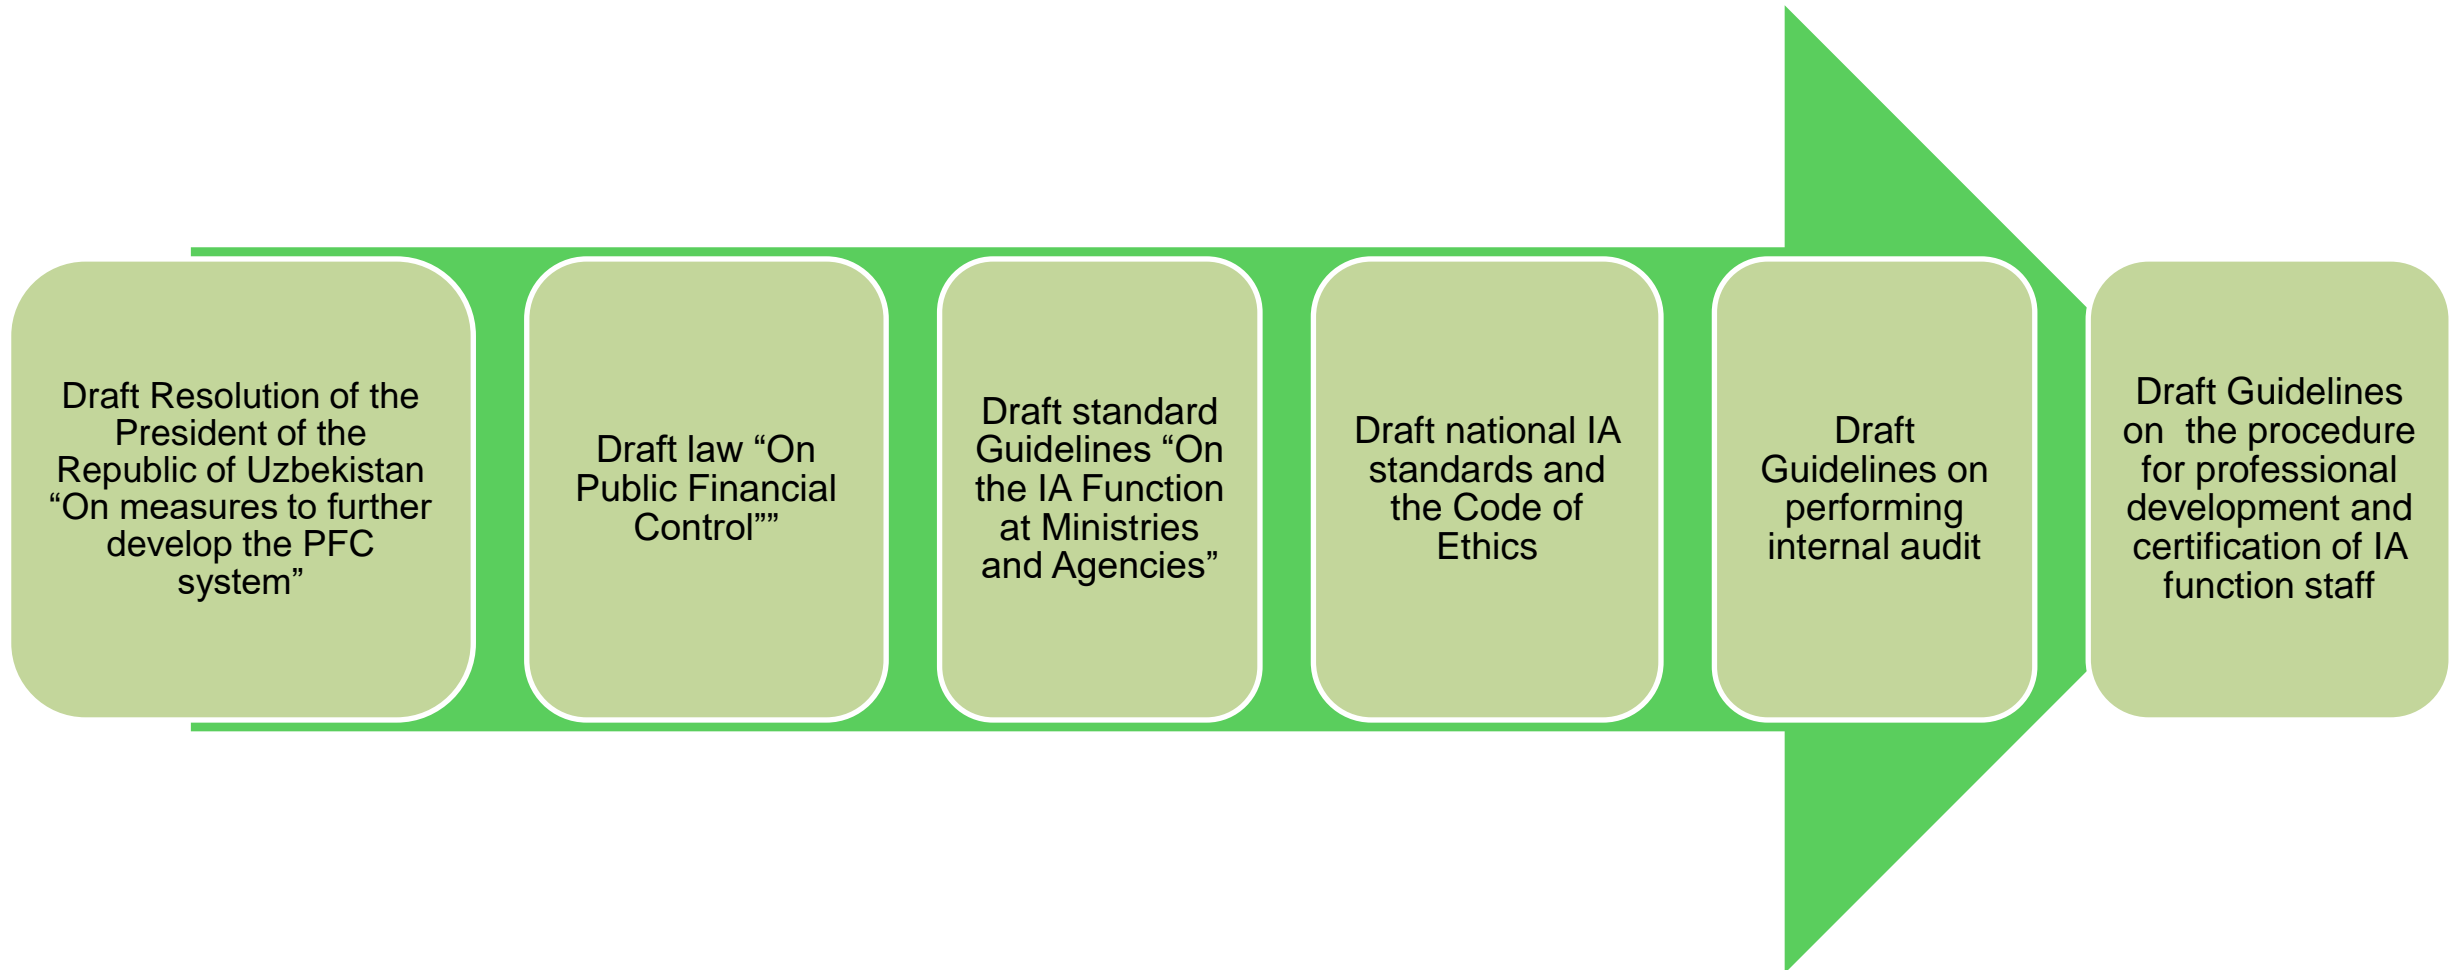 Draft Resolution of the
President of the
Republic of Uzbekistan
“On measures to further
develop the PFC
system”
Draft law “On
Public Financial
Control””
Draft standard
Guidelines “On
the IA Function
at Ministries
and Agencies”
Draft national IA
standards and
the Code of
Ethics
Draft
Guidelines on
performing
internal audit
Draft Guidelines
on  the procedure
for professional
development and
certification of IA
function staff